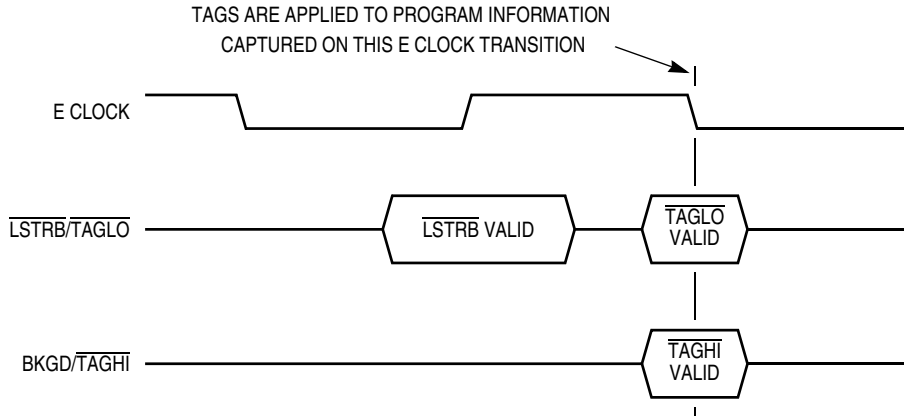 TAGS ARE APPLIED TO PROGRAM INFORMATION
CAPTURED ON THIS E CLOCK TRANSITION
E CLOCK
LSTRB/TAGLO
LSTRB VALID
TAGLO
VALID
BKGD/TAGHI
TAGHI
VALID